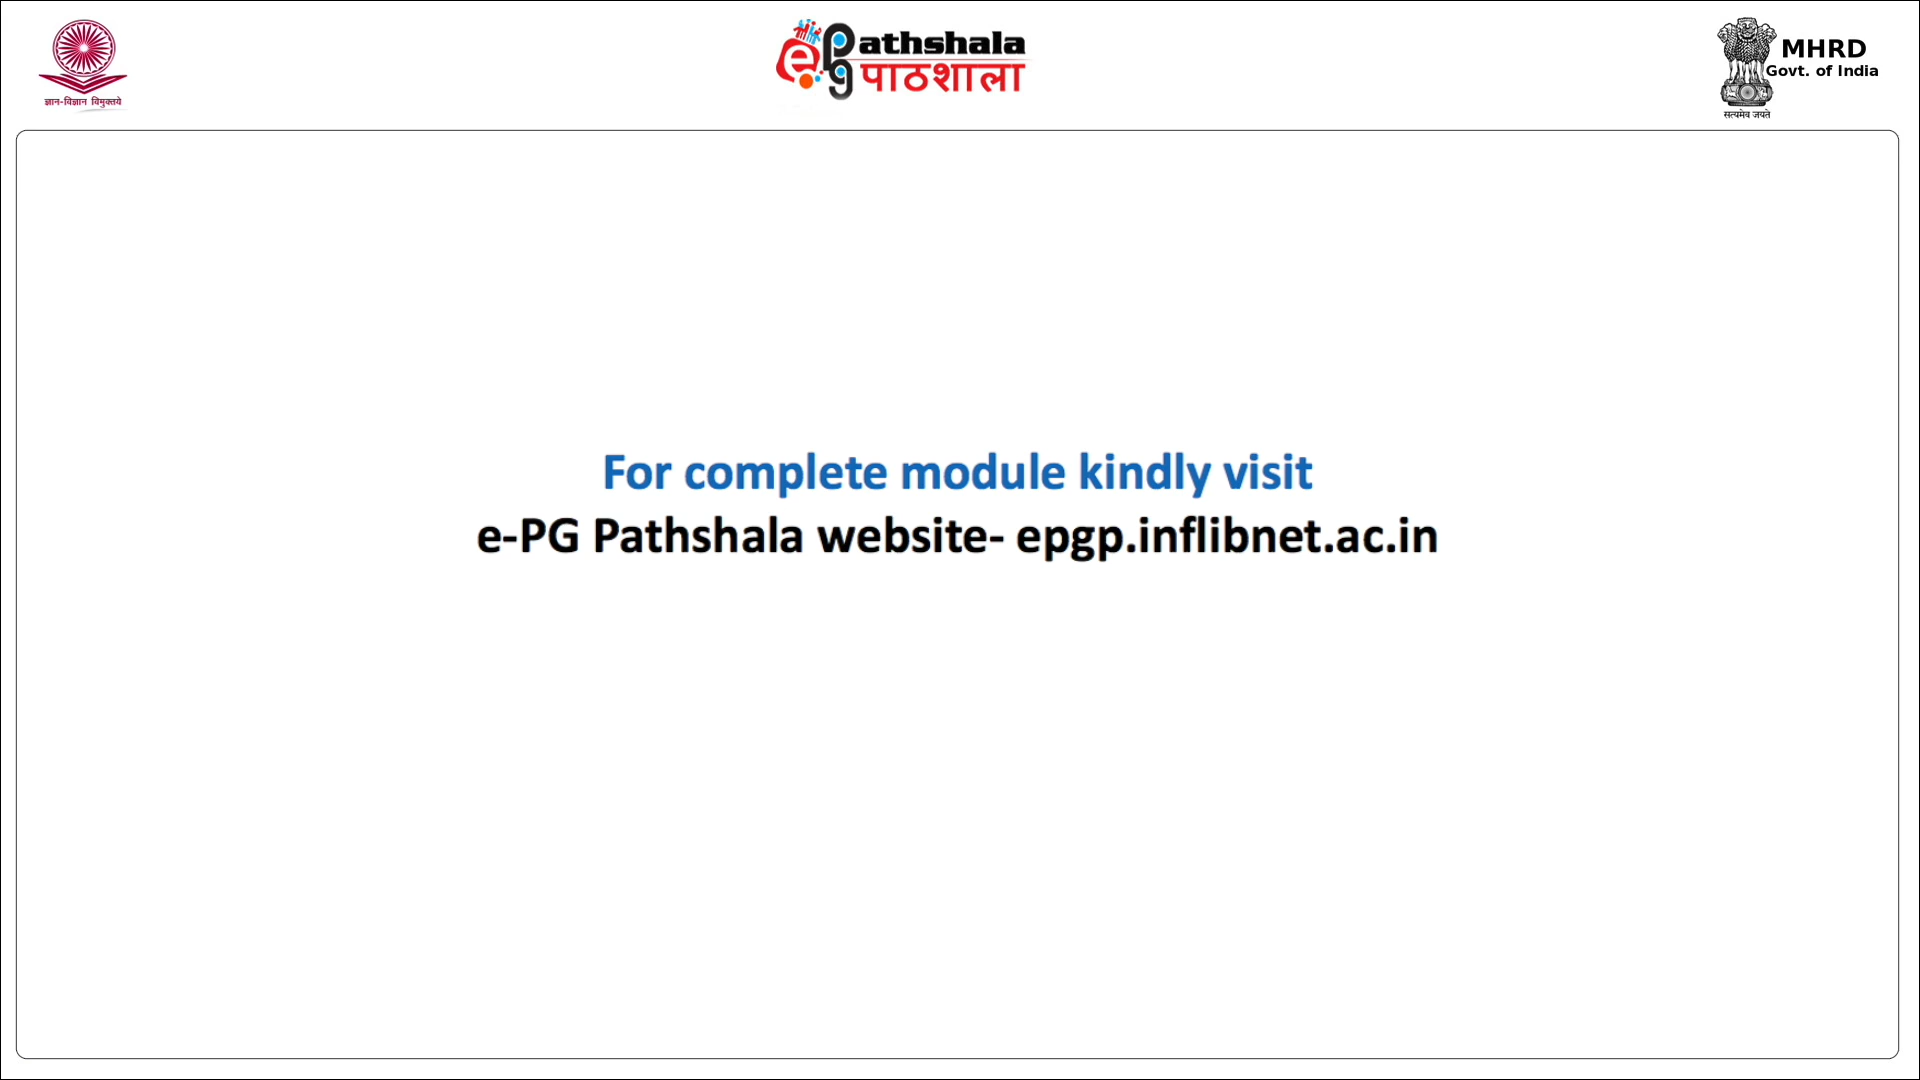 ज्ञान-विज्ञान विमुक्तये
ePg Pathshala
पाठशाला
MHRD
Govt. of India
सत्यमेव जयते
For complete module kindly visit
e-PG Pathshala website- epgp.inflibnet.ac.in